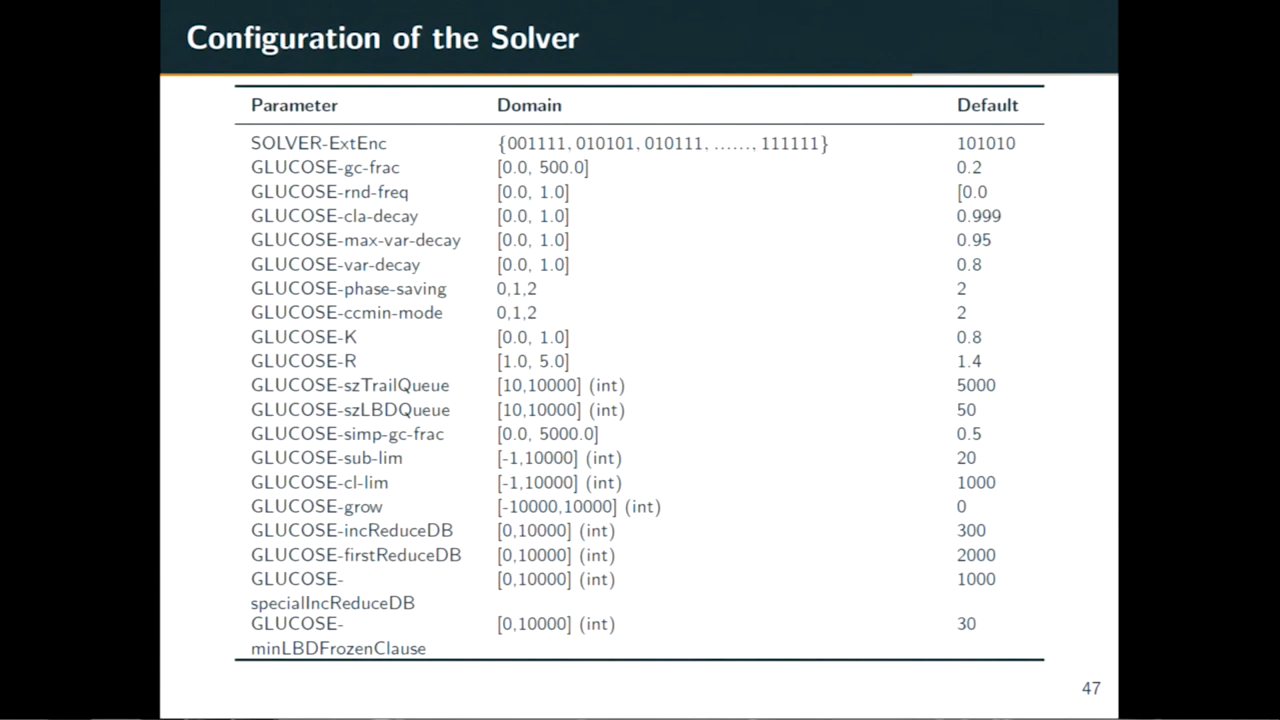 Configuration of the Solver
Parameter Domain Default
SOLVER-ExtEnc {001111, 010101, 010111, ......, 111111} 101010
GLUCOSE-gc-frac [0.0, 500.0] 0.2
GLUCOSE-rnd-freq [0.0, 1.0] [0.0
GLUCOSE-cla-decay [0.0, 1.0] 0.999
GLUCOSE-max-var-decay [0.0, 1.0] 0.95
GLUCOSE-var-decay [0.0, 1.0] 0.8
GLUCOSE-phase-saving 0,1,2 2
GLUCOSE-ccmin-mode 0,1,2 2
GLUCOSE-K [0.0, 1.0] 0.8
GLUCOSE-R [1.0, 5.0] 1.4
GLUCOSE-szTrailQueue [10,10000] (int) 5000
GLUCOSE-szLBDQueue [10,10000] (int) 50
GLUCOSE-simp-gc-frac [0.0, 5000.0] 0.5
GLUCOSE-sub-lim [-1,10000] (int) 20
GLUCOSE-cl-lim [-1,10000] (int) 1000
GLUCOSE-grow [-10000,10000] (int) 0
GLUCOSE-incReduceDB [0,10000] (int) 300
GLUCOSE-firstReduceDB [0,10000] (int) 2000
GLUCOSE- [0,10000] (int) 1000
specialIncReduceDB
GLUCOSE- [0,10000] (int) 30
minLBDFrozenClause
47